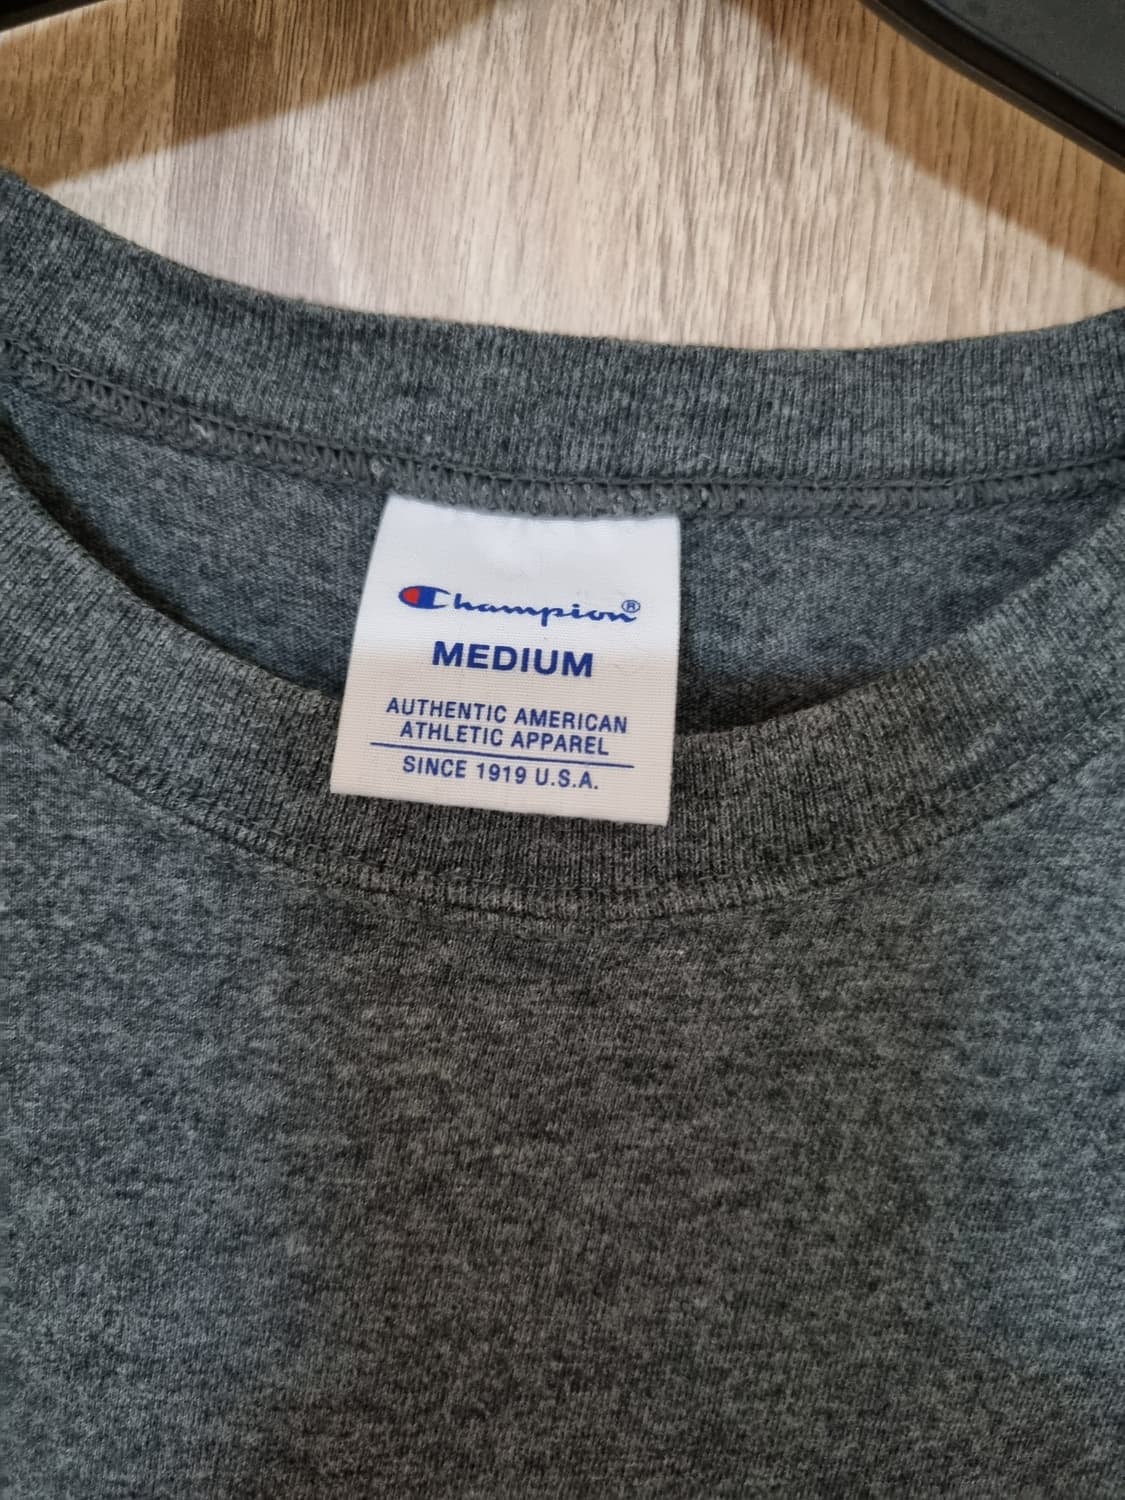 Champion®
MEDIUM
AUTHENTIC AMERICAN
ATHLETIC APPAREL
SINCE 1919 U.S.A.